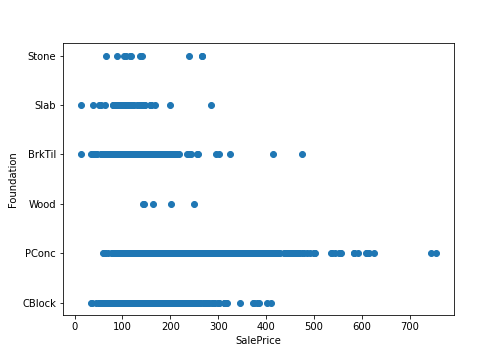 Stone
Slab
BrkTil
Wood
PConc
CBlock
Foundation
0 100 200 300 400 500 600 700
SalePrice